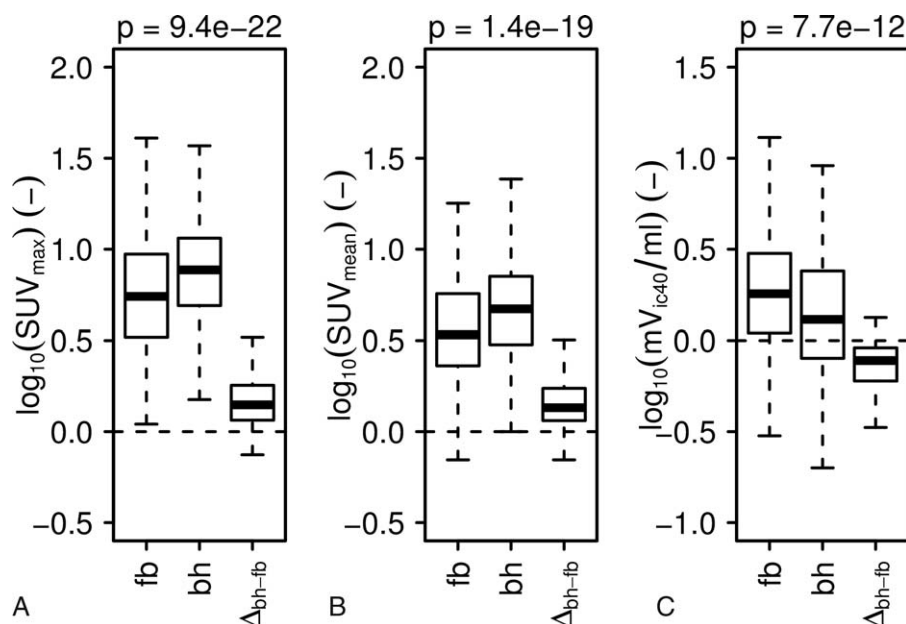 p = 9.4e−22
log10(SUVmax) (−)
2.0
1.5
1.0
0.5
0.0
−0.5
fb
bh
Δbh−fb
A
p = 1.4e−19
log10(SUVmean) (−)
2.0
1.5
1.0
0.5
0.0
−0.5
fb
bh
Δbh−fb
B
p = 7.7e−12
log10(mVic40/ml) (−)
1.5
1.0
0.5
0.0
−0.5
−1.0
fb
bh
Δbh−fb
C